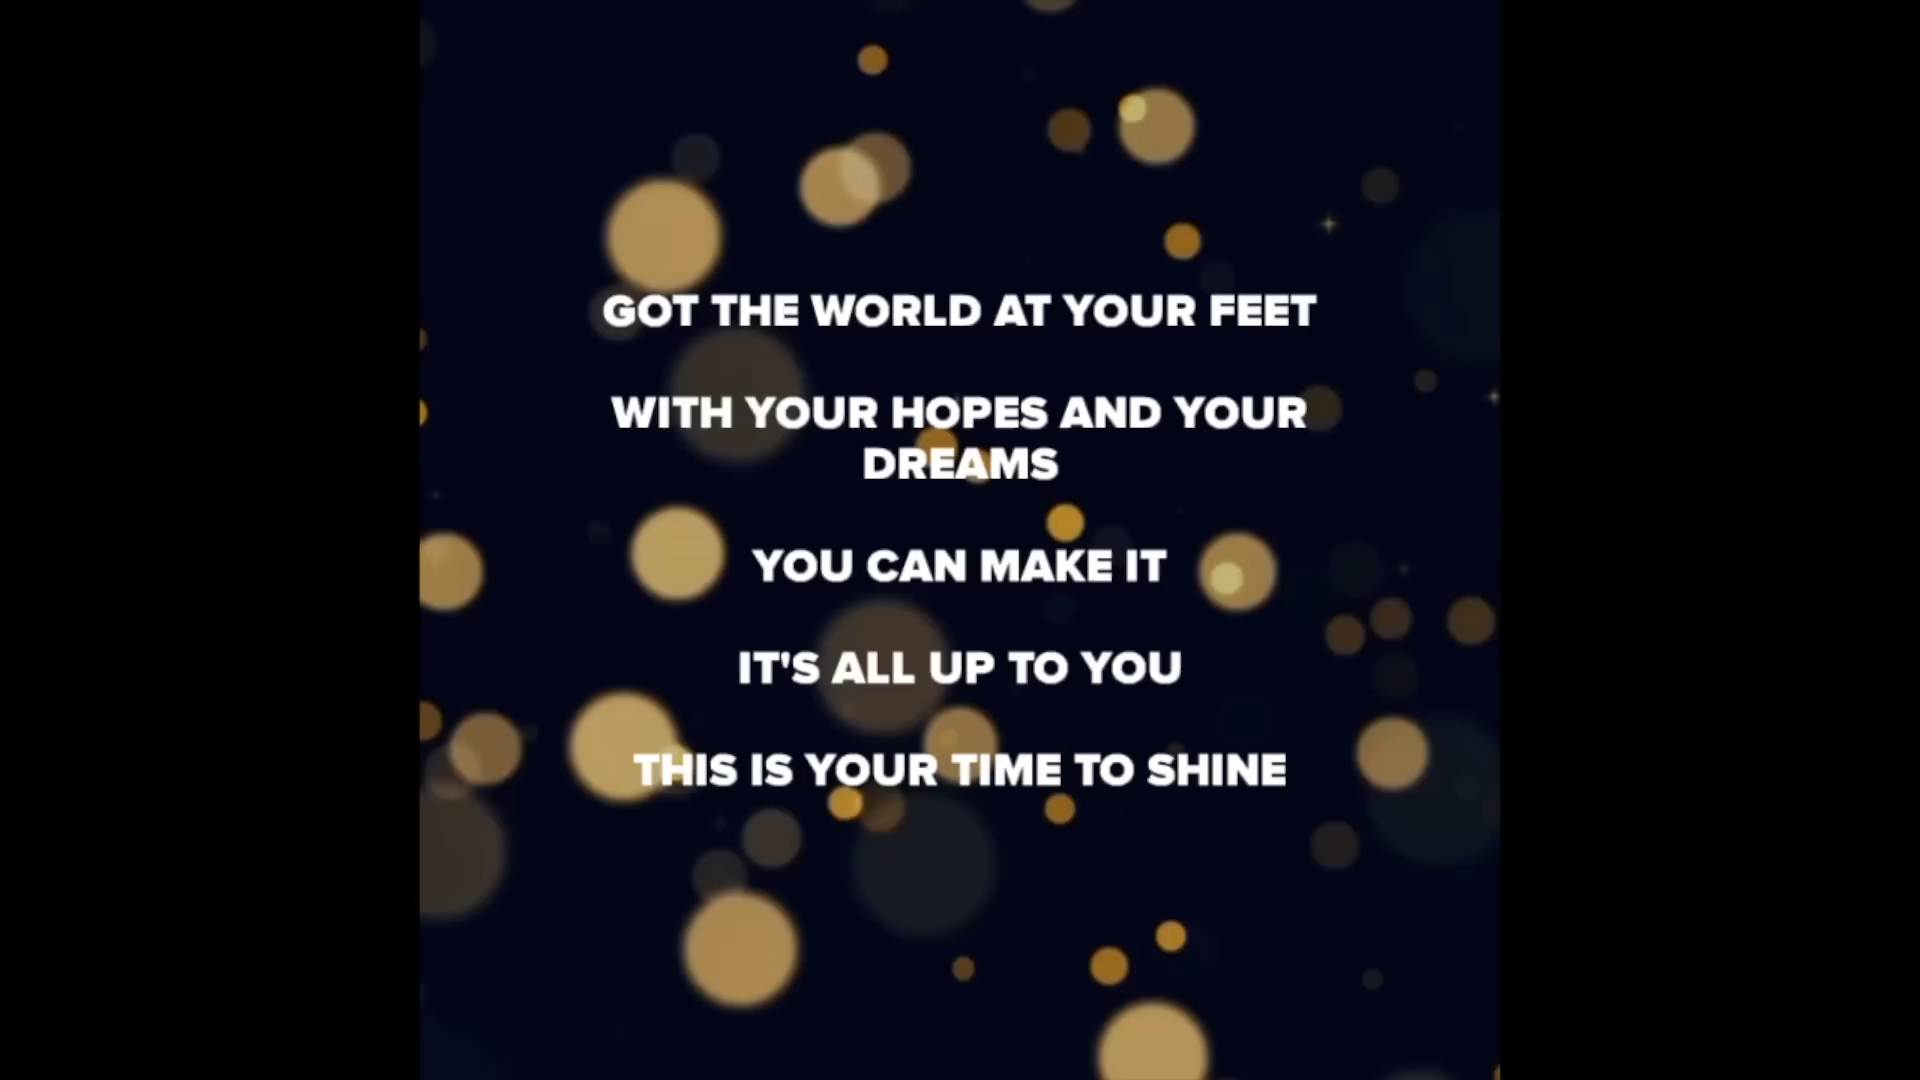 GOT THE WORLD AT YOUR FEET
WITH YOUR HOPES AND YOUR
DREAMS
YOU CAN MAKE IT
IT'S ALL UP TO YOU
THIS IS YOUR TIME TO SHINE